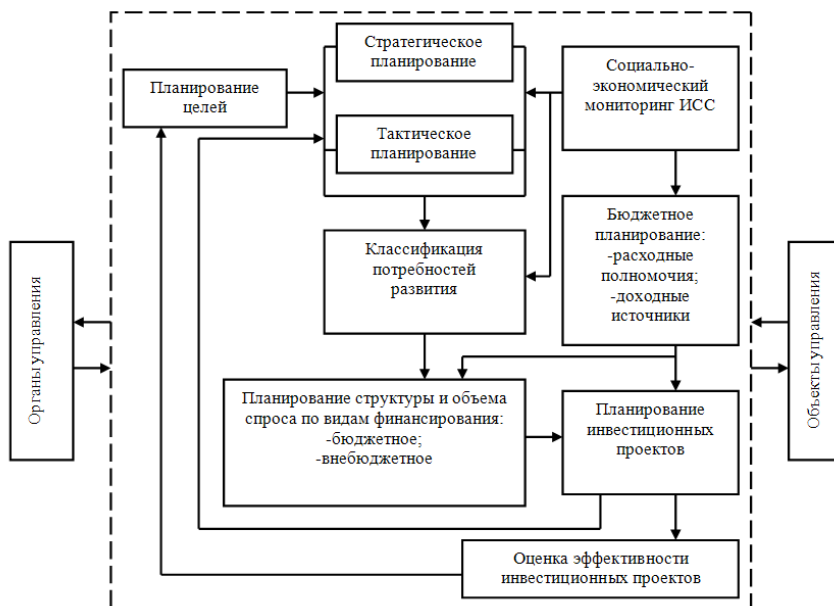 Стратегическое
планирование
Планирование
целей
Социально-
экономический
мониторинг ИСС
Тактическое
планирование
Бюджетное
планирование:
-расходные
полномочия;
-доходные
источники
Классификация
потребностей
развития
Органы управления
Объекты управления
Планирование структуры и объема
спроса по видам финансирования:
-бюджетное;
-внебюджетное
Планирование
инвестиционных
проектов
Оценка эффективности
инвестиционных проектов